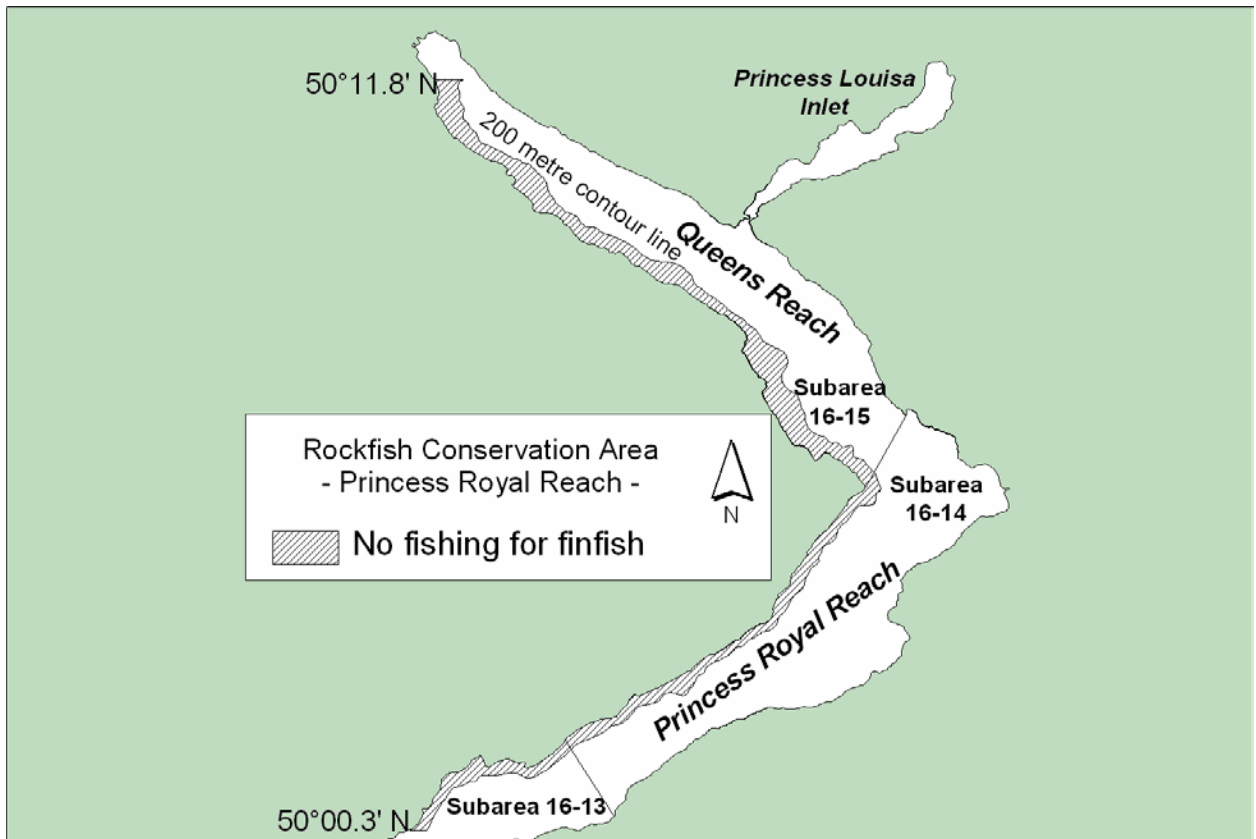 50°11.8' N
Princess Louisa
Inlet
200 metre contour line
Queens Reach
Subarea
16-15
Rockfish Conservation Area
- Princess Royal Reach -
N
No fishing for finfish
Subarea
16-14
Princess Royal Reach
Subarea 16-13
50°00.3' N